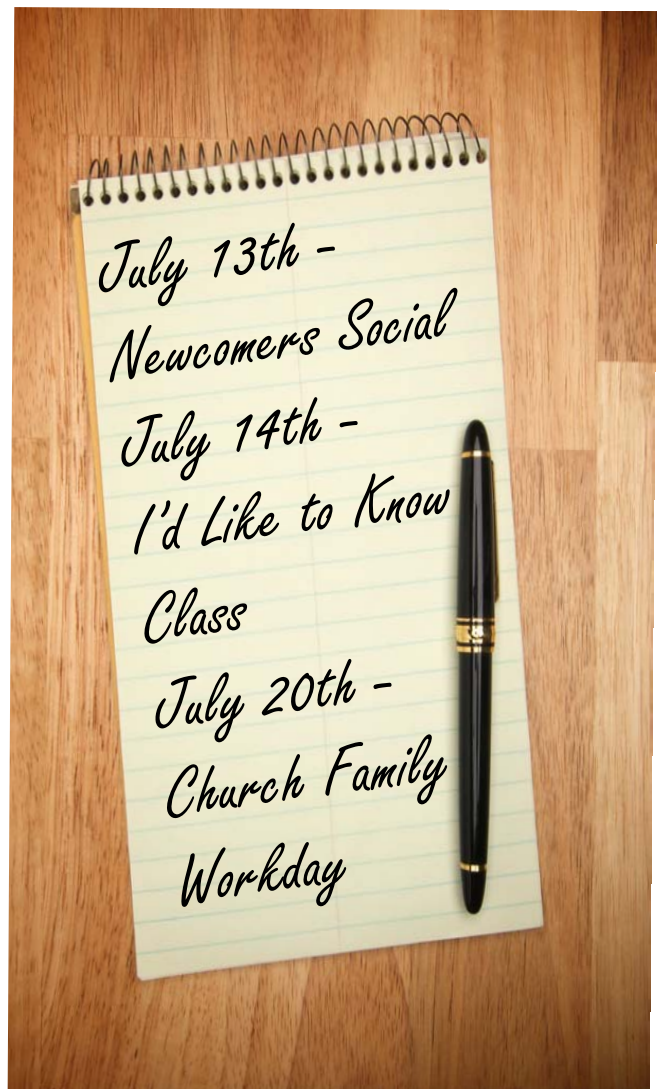 July 13th -
Newcomers Social
July 14th -
I'd Like to Know
Class
July 20th -
Church Family
Workday